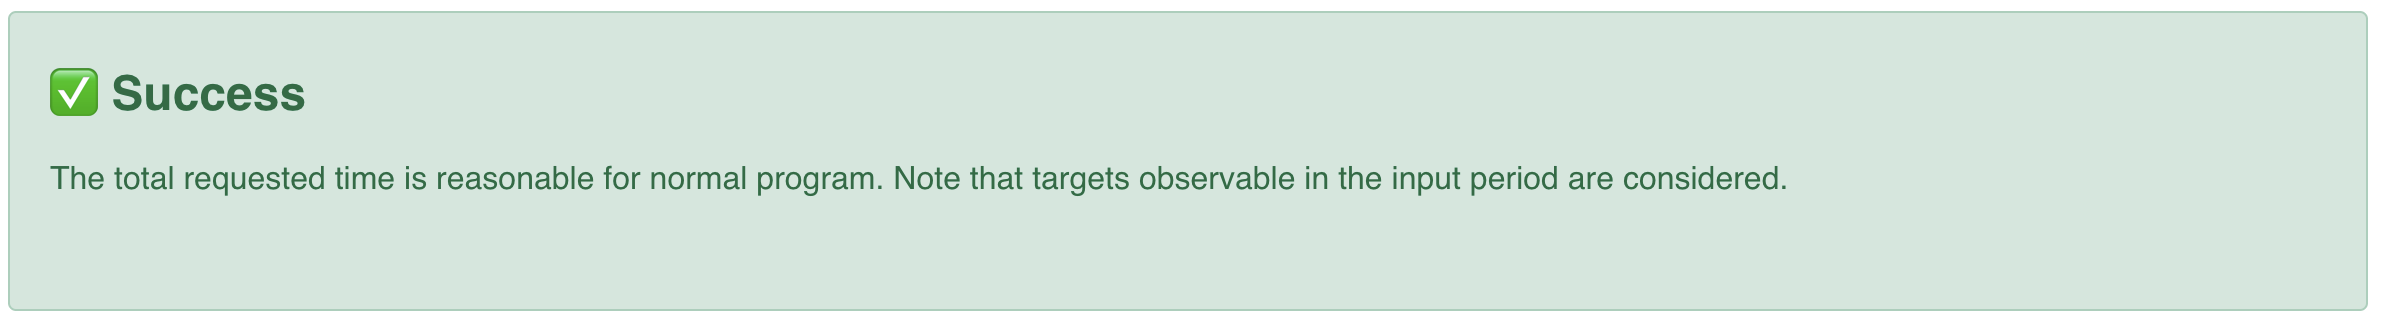 ✅ Success
The total requested time is reasonable for normal program. Note that targets observable in the input period are considered.